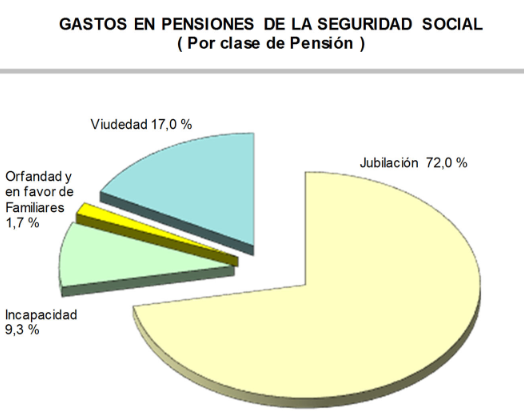 GASTOS EN PENSIONES DE LA SEGURIDAD SOCIAL
( Por clase de Pensión )
Viudedad 17,0 %
Jubilación 72,0 %
Orfandad y
en favor de
Familiares
1,7 %
Incapacidad
9,3 %